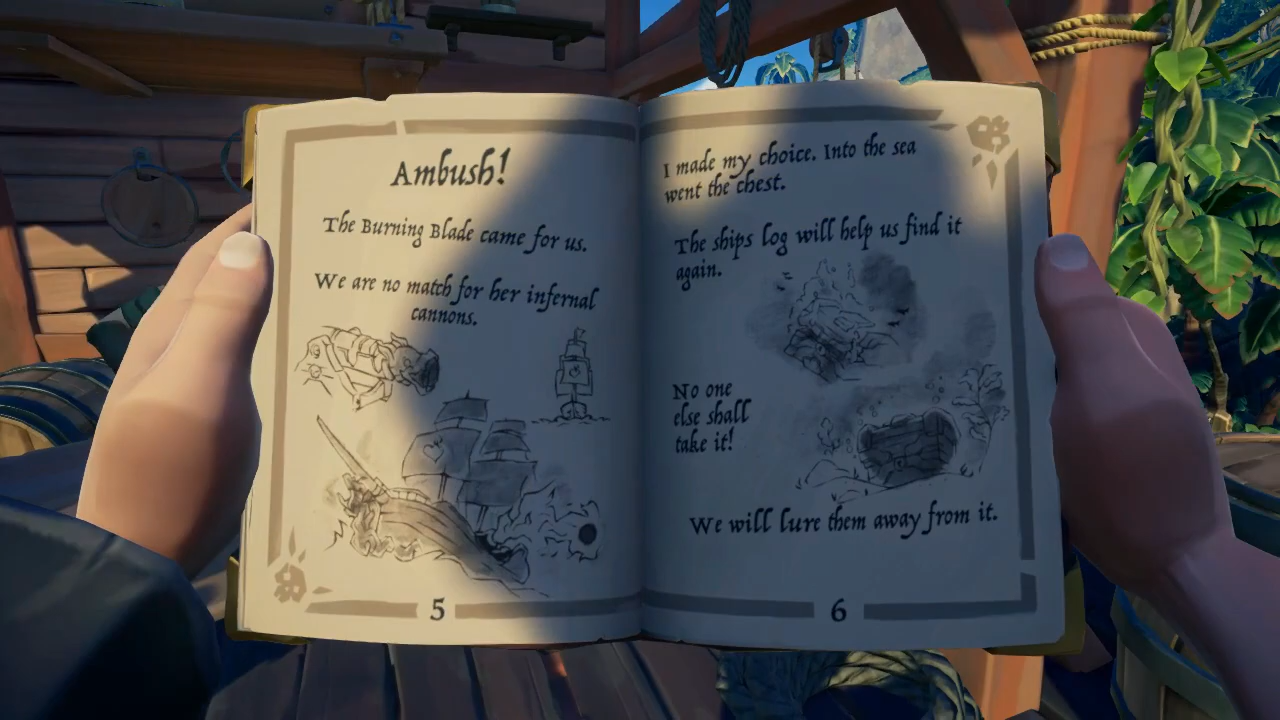 Ambush!
The Burning Blade came for us.
We are no match for her infernal
cannons.
5
I made my choice. Into the sea
went the chest.
The ships log will help us find it
again.
No one
else shall
take it!
We will lure them away from it.
6